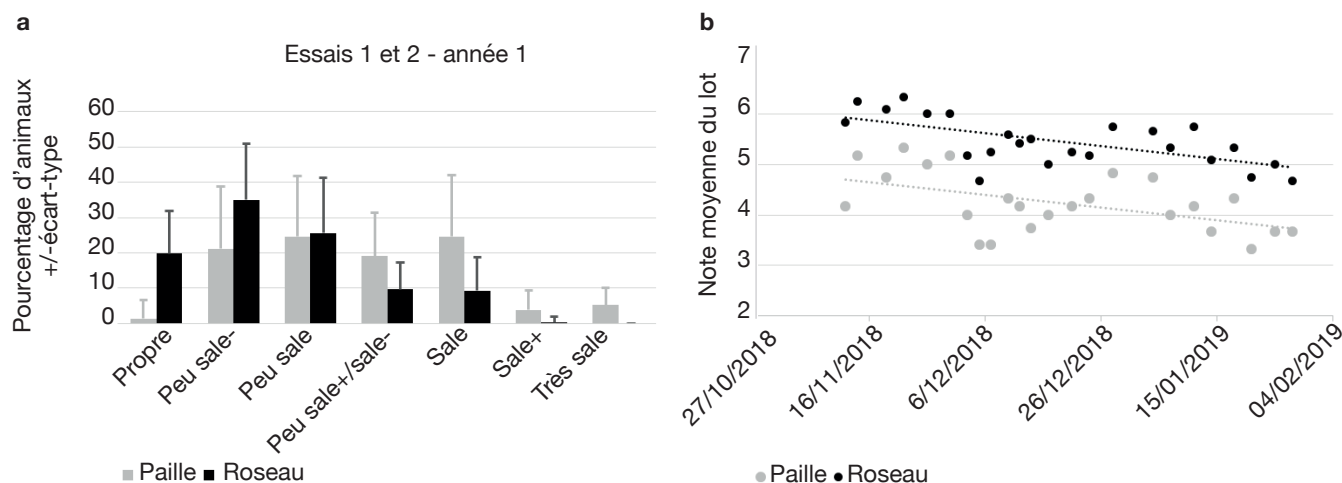 a
Essais 1 et 2 - année 1
Pourcentage d'animaux
+/-écart-type
60
50
40
30
20
10
0
Propre
Peu sale-
Peu sale
Peu sale+/sale-
Sale
Sale+
Très sale
Paille Roseau
b
Note moyenne du lot
7
6
5
4
3
2
27/10/2018
16/11/2018
6/12/2018
26/12/2018
15/01/2019
04/02/2019
Paille Roseau